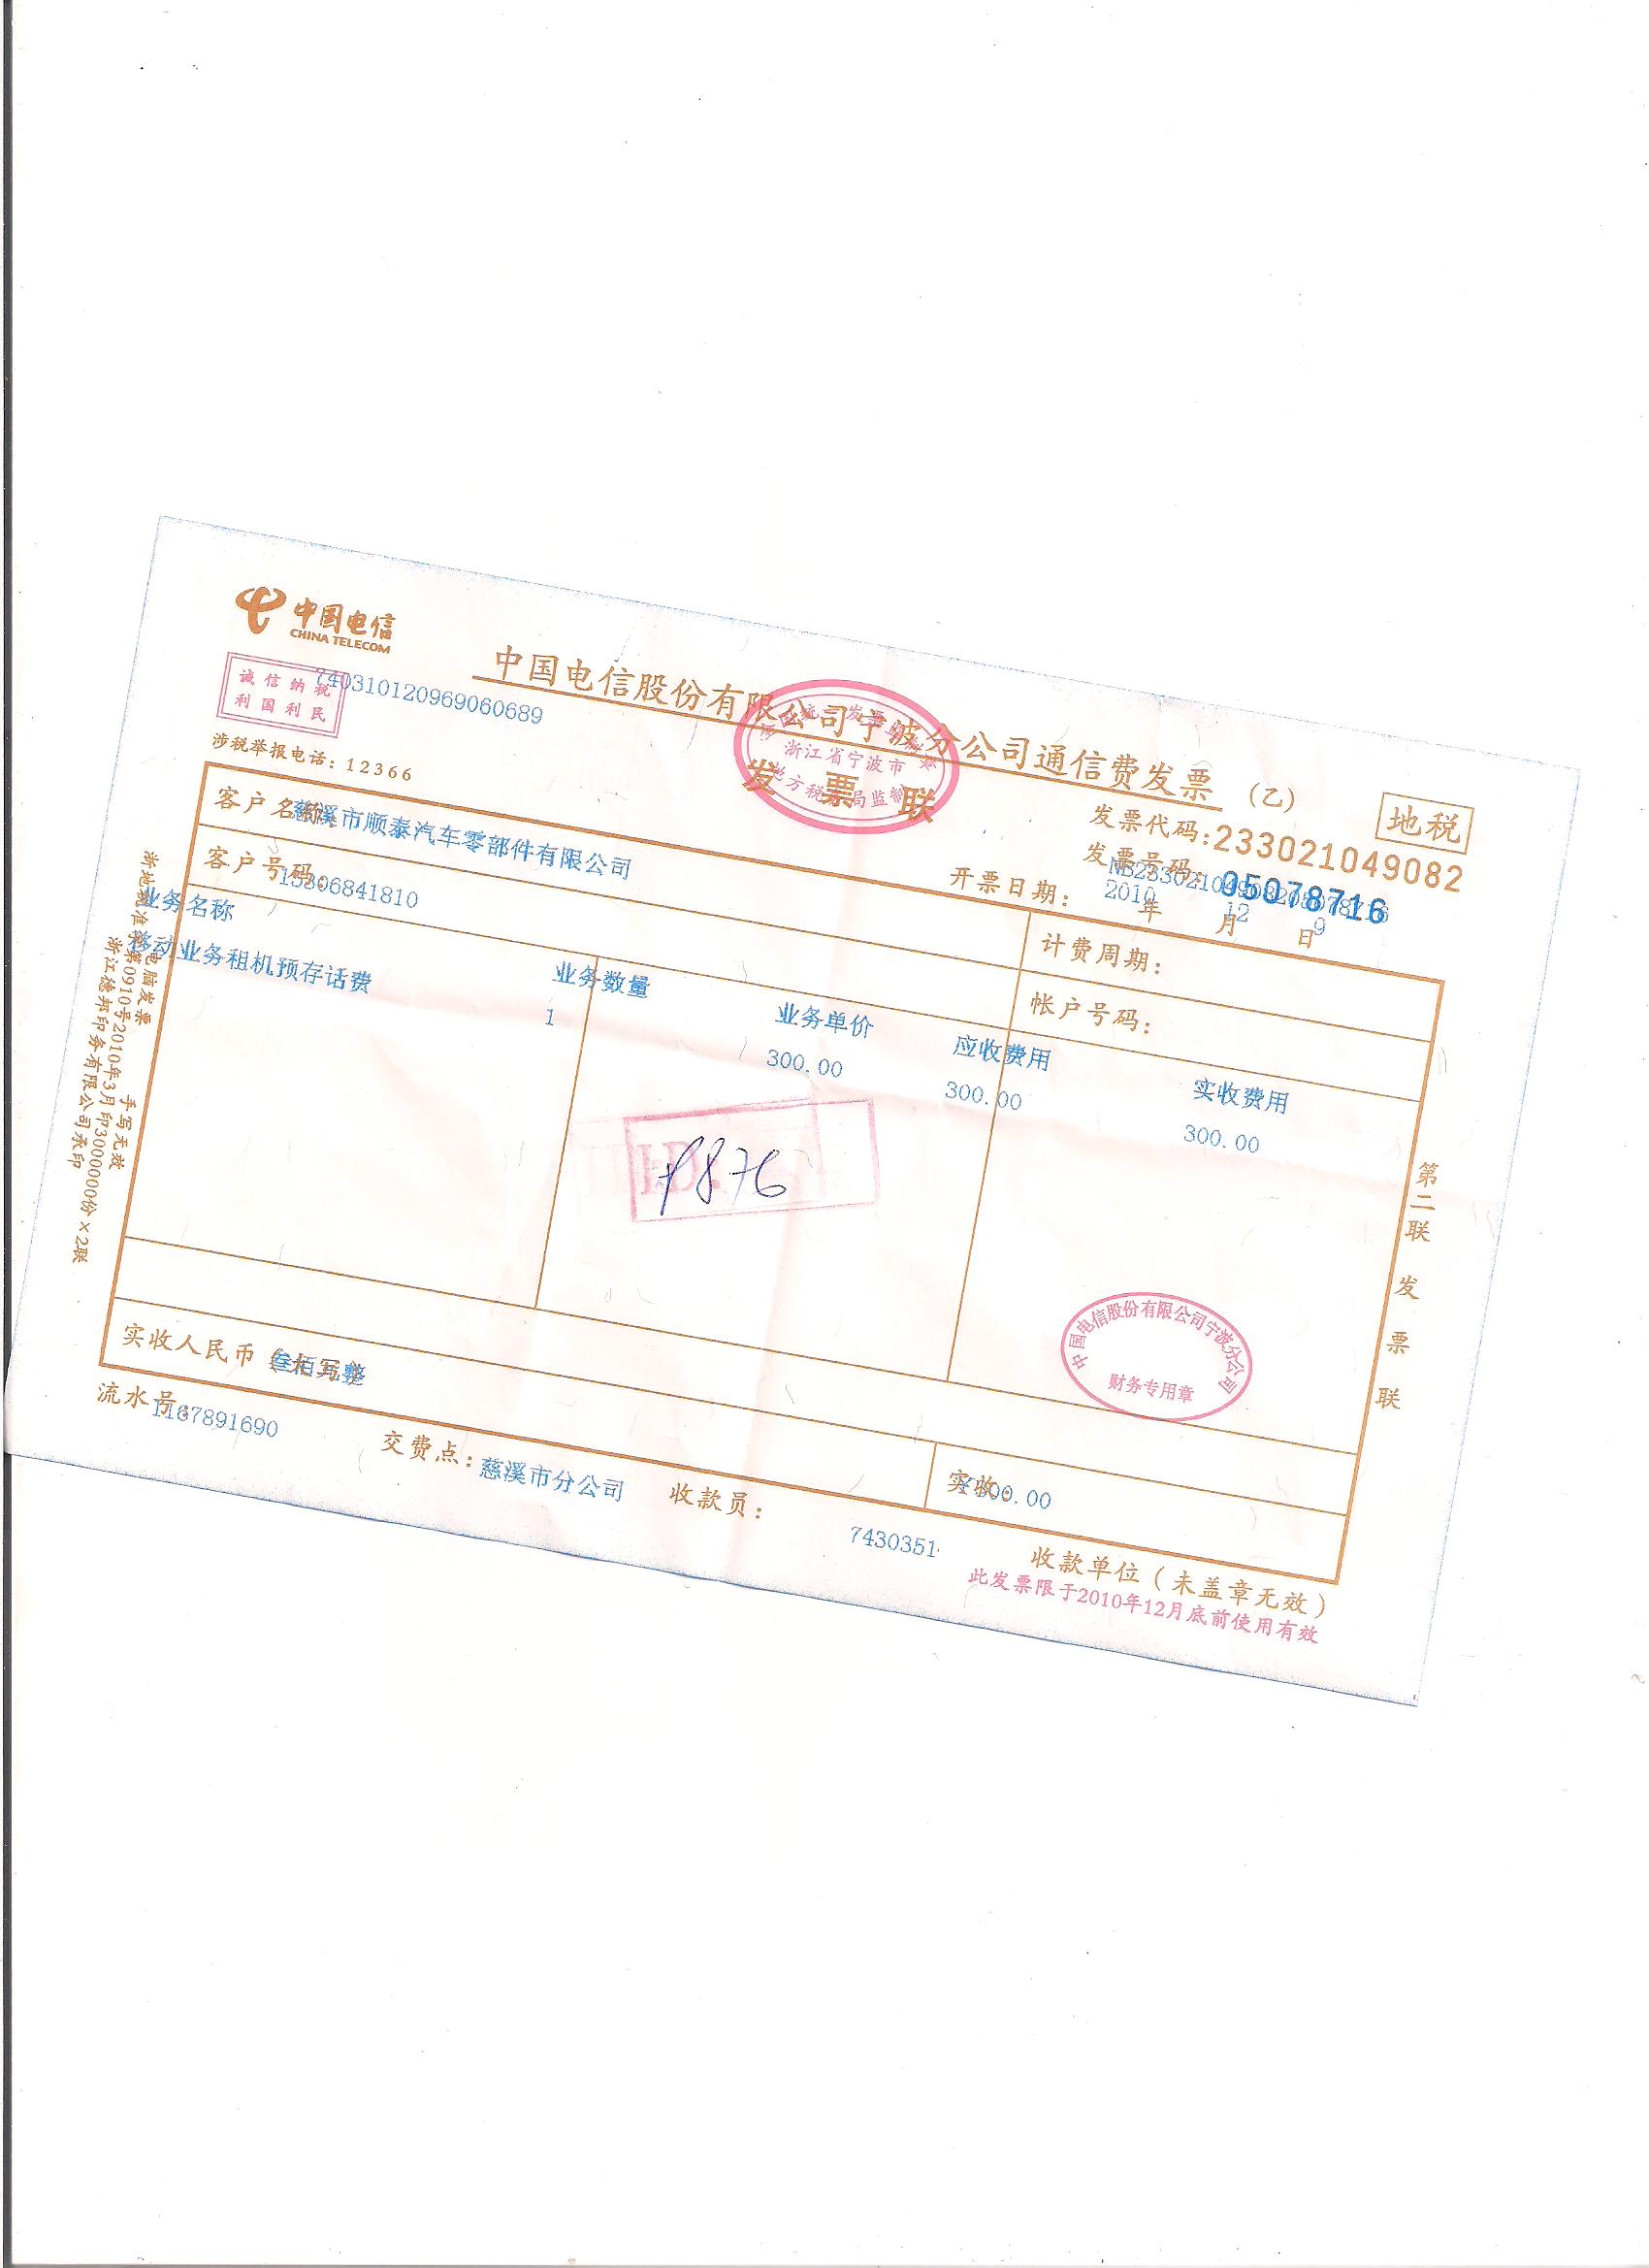 中国电信
CHINA TELECOM
诚信纳税
利国利民
7403101209690606​89
涉税举报电话：12366
中国电信股份有限公司宁波分公司通信费发票（乙）
发票联
浙江省宁波市
地方税务局监制
地税
发票代码：233021049082
发票号码：05078716
NB23302104908205078716
开票日期： 2010 年 12 月 9 日
客户名称：慈溪市顺泰汽车零部件有限公司
计费周期：
客户号码：15306841810
帐户号码：
业务名称 业务数量 业务单价 应收费用 实收费用
移动业务租机预存话费 1 300.00 300.00 300.00
P876
中国电信股份有限公司宁波分公司
财务专用章
实收人民币（大写） 叁佰元整
实收： 300.00
流水号：1167891690
交费点：慈溪市分公司
收款员： 7430351
收款单位（未盖章无效）
此发票限于2010年12月底前使用有效
第二联 发票联
电脑发票 手写无效
第0910号2010年3月印3000000份×2联
浙江德邦印务有限公司承印